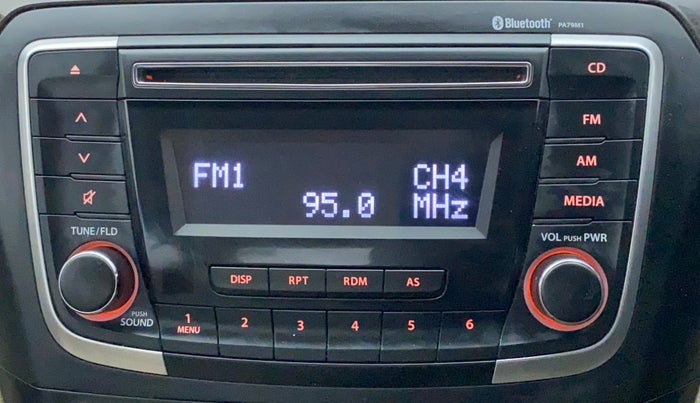 Bluetooth® PA79M1
CD
FM
AM
MEDIA
FM1 CH4
95.0 MHz
TUNE/FLD
VOL PUSH PWR
DISP RPT RDM AS
PUSH
SOUND
1 2 3 4 5 6
MENU